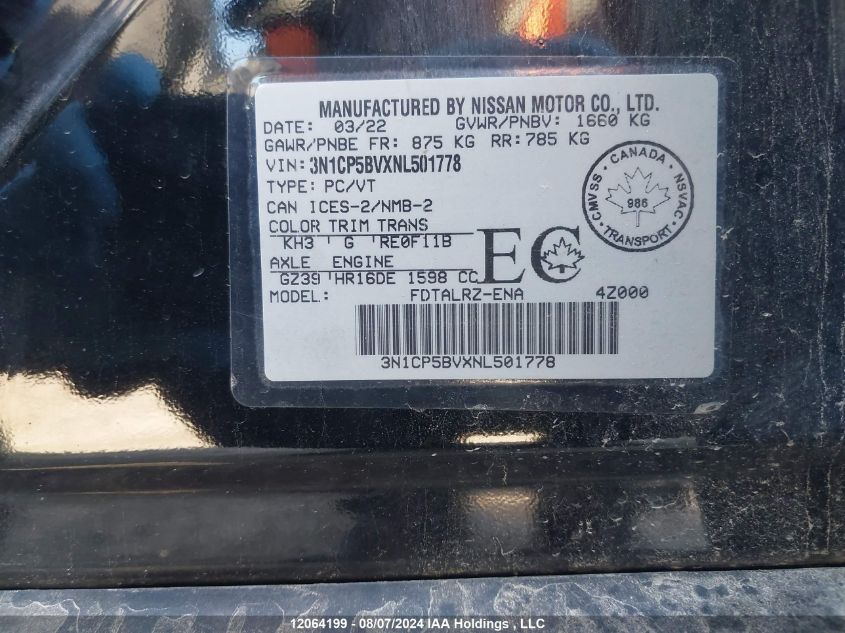 MANUFACTURED BY NISSAN MOTOR CO., LTD.
DATE: 03/22 GVWR/PNBV: 1660 KG
GAWR/PNBE FR: 875 KG RR: 785 KG
VIN: 3N1CP5BVXNL501778
TYPE: PC/VT
CAN ICES-2/NMB-2
COLOR TRIM TRANS
KH3 G RE0F11B
AXLE ENGINE
GZ39 HR16DE 1598 CC
EC
CANADA
CMVSS NSVAC
986
TRANSPORT
MODEL: FDTALRZ-ENA 4Z000
3N1CP5BVXNL501778
12064199 - 08/07/2024 IAA Holdings , LLC